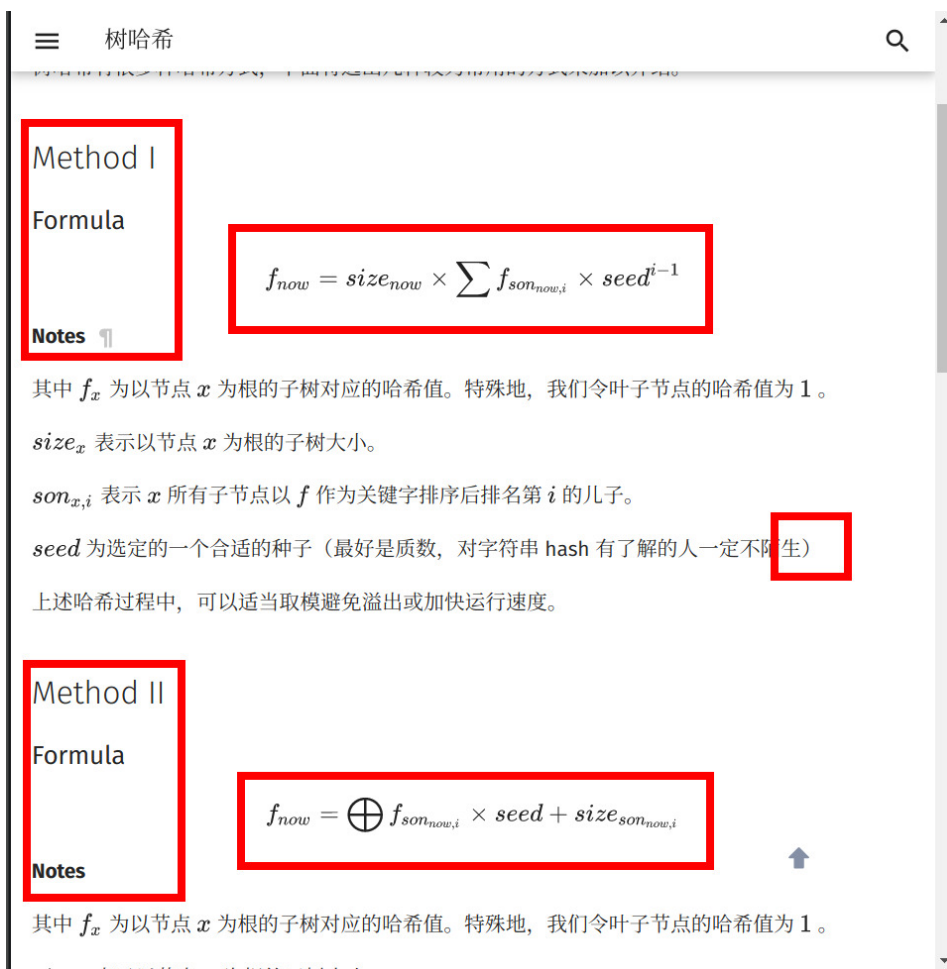 树哈希
Method I
Formula
f_{now} = size_{now} × ∑ f_{son_{now,i}} × seed^{i−1}
Notes ¶
其中 f_x 为以节点 x 为根的子树对应的哈希值。特殊地，我们令叶子节点的哈希值为 1 。
size_x 表示以节点 x 为根的子树大小。
son_{x,i} 表示 x 所有子节点以 f 作为关键字排序后排名第 i 的儿子。
seed 为选定的一个合适的种子（最好是质数，对字符串 hash 有了解的人一定不陌生）
上述哈希过程中，可以适当取模避免溢出或加快运行速度。
Method II
Formula
f_{now} = ⨁ f_{son_{now,i}} × seed + size_{son_{now,i}}
Notes
其中 f_x 为以节点 x 为根的子树对应的哈希值。特殊地，我们令叶子节点的哈希值为 1 。